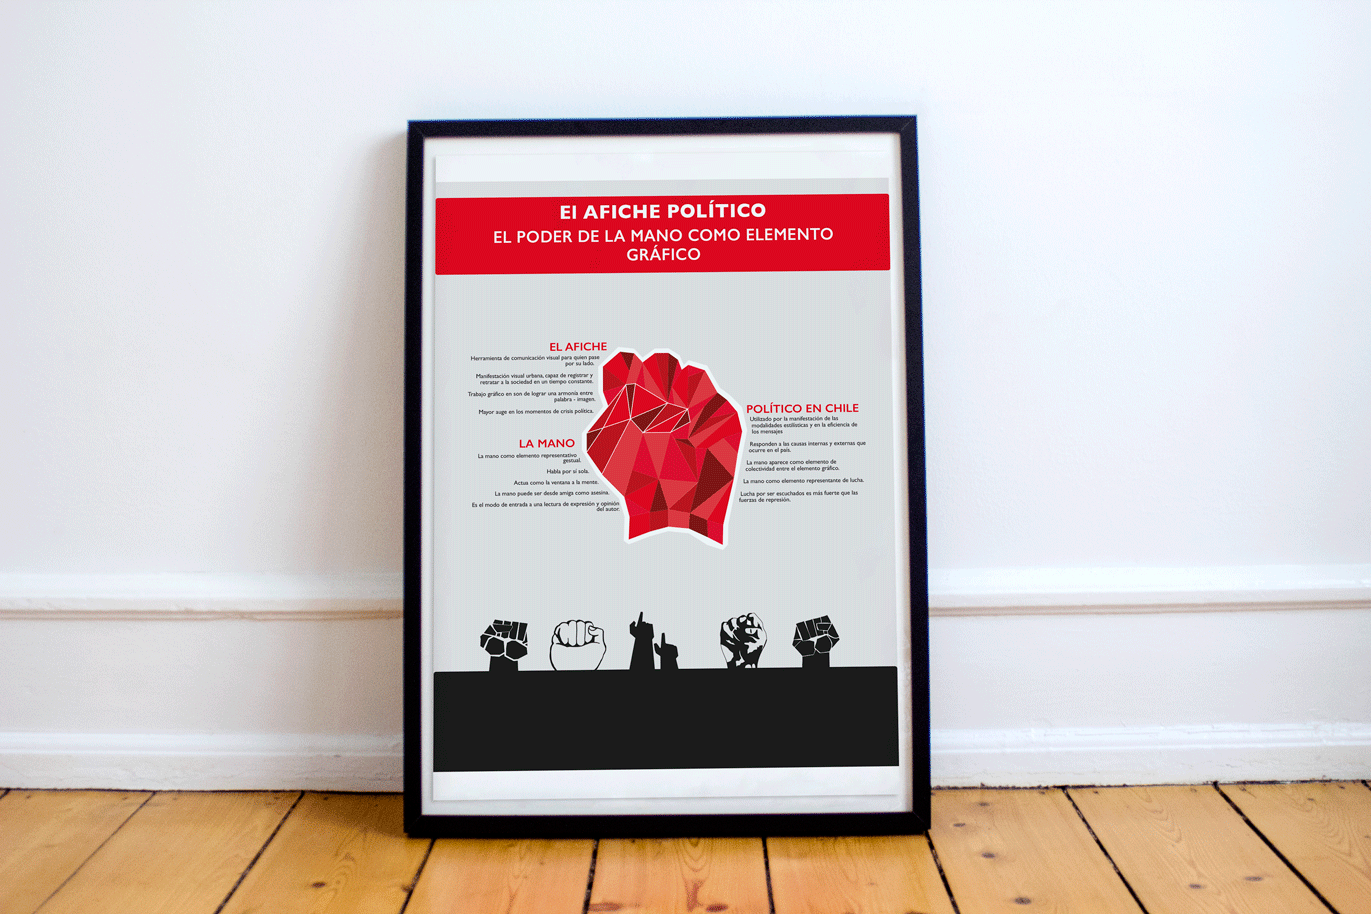 El AFICHE POLÍTICO
EL PODER DE LA MANO COMO ELEMENTO
GRÁFICO
EL AFICHE
Herramienta de comunicación visual para quien pase
por su lado.
Manifestación visual urbana, capaz de registrar y
retratar a la sociedad en un tiempo constante.
Trabajo gráfico en son de lograr una armonía entre
palabra - imagen.
Mayor auge en los momentos de crisis política.
LA MANO
La mano como elemento representativo
gestual.
Habla por sí sola.
Actua como la ventana a la mente.
La mano puede ser desde amiga como asesina.
Es el modo de entrada a una lectura de expresión y opinión
del autor.
POLÍTICO EN CHILE
Utilizado por la manifestación de las
modalidades estilísticas y en la eficiencia de
los mensajes
Responden a las causas internas y externas que
ocurre en el país.
La mano aparece como elemento de
colectividad entre el elemento gráfico.
La mano como elemento representante de lucha.
Lucha por ser escuchados es más fuerte que las
fuerzas de represión.